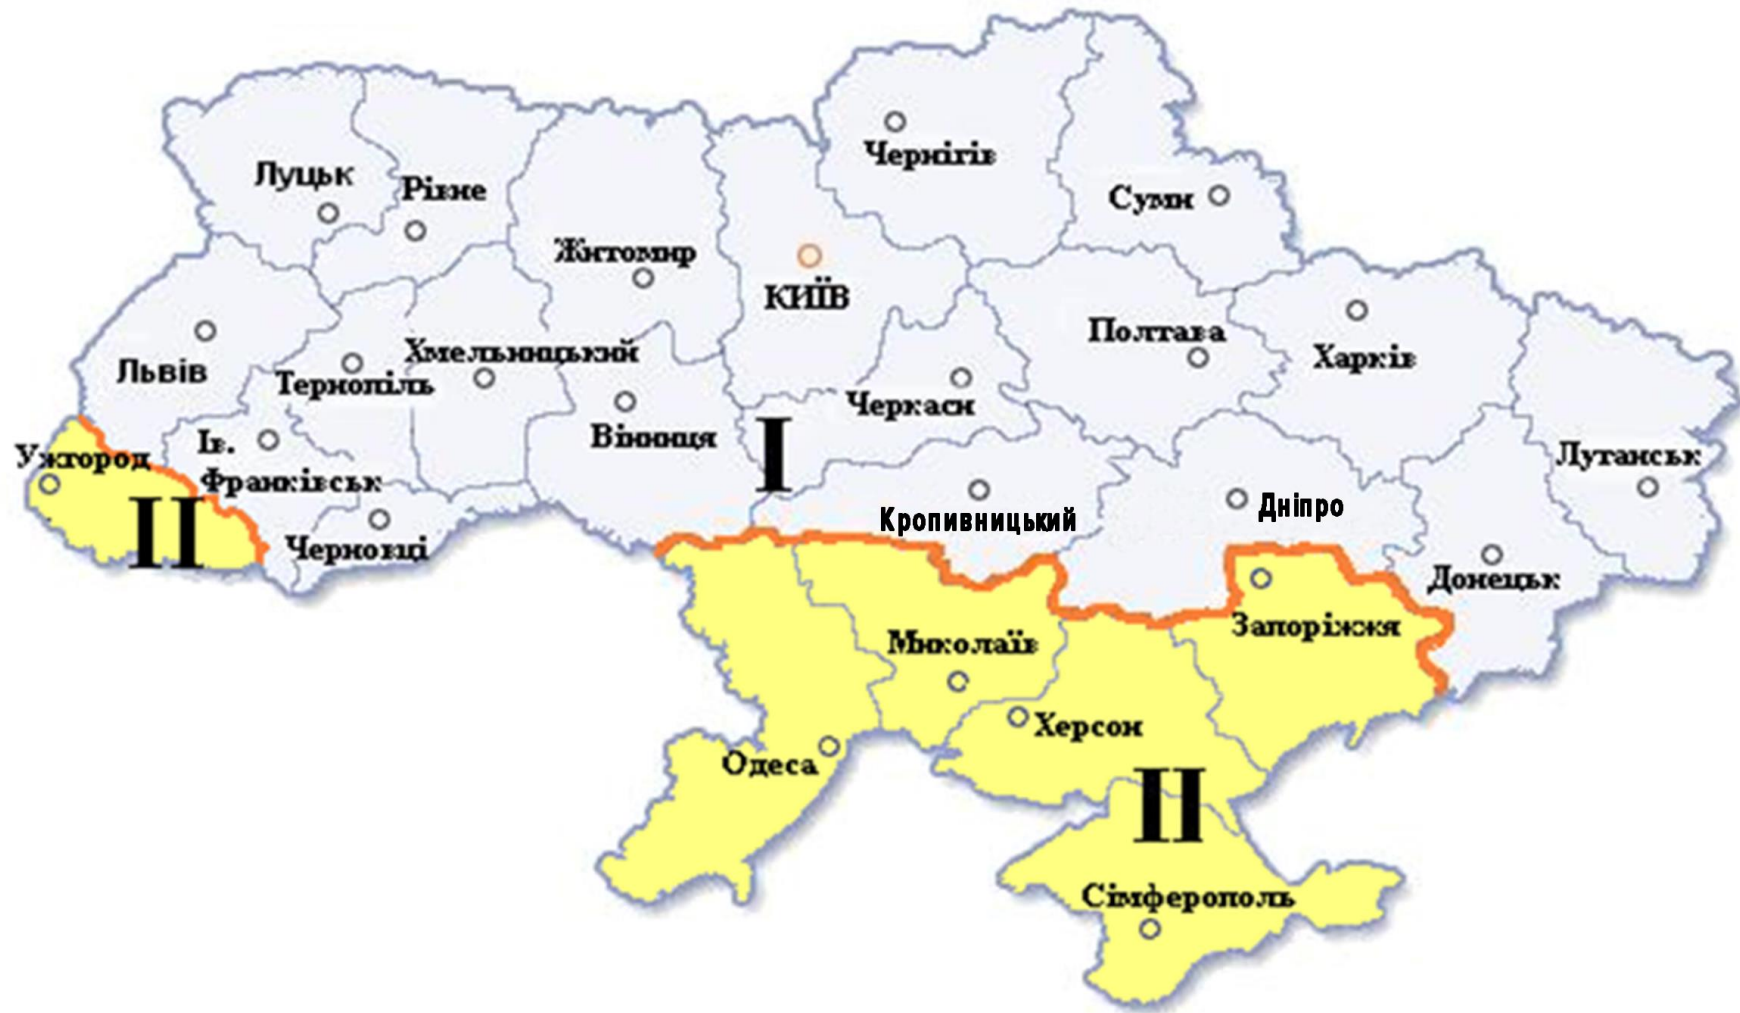 Чернігів
Луцьк
Рівне
Суми
Житомир
КИЇВ
Львів
Тернопіль
Хмельницький
Полтава
Харків
Черкаси
Вінниця
I
Ужгород
Ів.
Франківськ
Луганськ
II
Черновці
Кропивницький
Дніпро
Донецьк
Запоріжжя
Миколаїв
Херсон
Одеса
II
Сімферополь